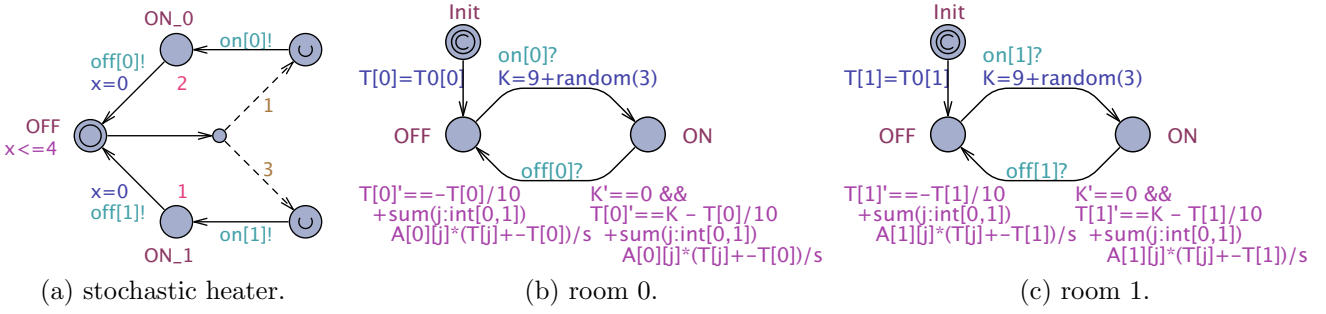 ON_0
on[0]!
off[0]!
x=0
2
1
OFF
x<=4
3
x=0
1
off[1]!
on[1]!
ON_1
(a) stochastic heater.
Init
on[0]?
T[0]=T0[0]
K=9+random(3)
OFF
ON
off[0]?
T[0]'==-T[0]/10
+sum(j:int[0,1])
A[0][j]*(T[j]+-T[0])/s
K'==0 &&
T[0]'==K - T[0]/10
+sum(j:int[0,1])
A[0][j]*(T[j]+-T[0])/s
(b) room 0.
Init
on[1]?
T[1]=T0[1]
K=9+random(3)
OFF
ON
off[1]?
T[1]'==-T[1]/10
+sum(j:int[0,1])
A[1][j]*(T[j]+-T[1])/s
K'==0 &&
T[1]'==K - T[1]/10
+sum(j:int[0,1])
A[1][j]*(T[j]+-T[1])/s
(c) room 1.